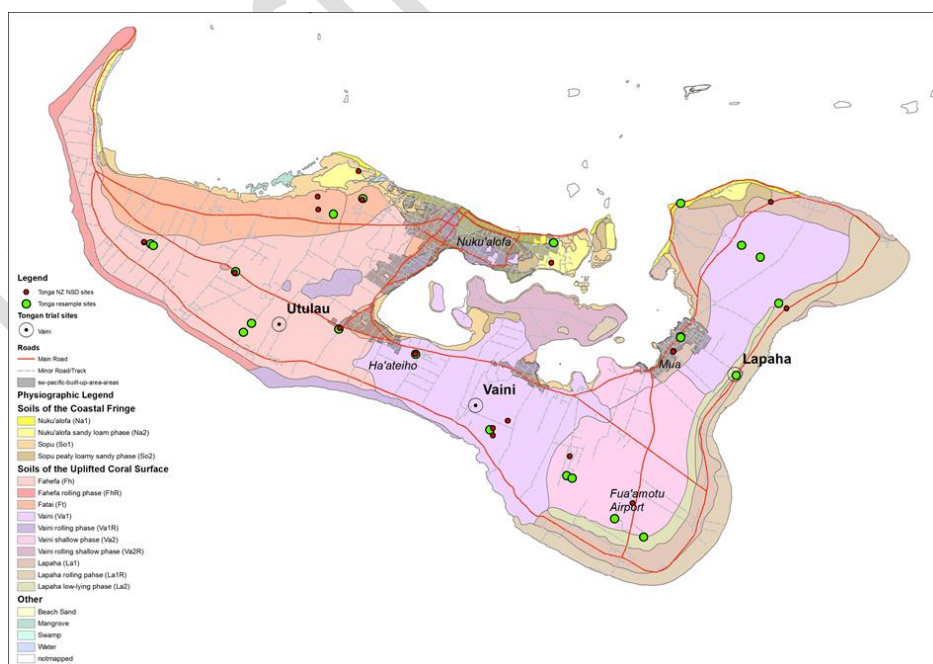 Nuku'alofa
Utulau
Ha'ateiho
Mua
Lapaha
Vaini
Fua'amotu
Airport
Legend
Tonga NZ NSD sites
Tonga resample sites
Tongan trial sites
Vaini
Roads
Main Road
Minor Road/Track
sw-pacific-built-up-area-areas
Physiographic Legend
Soils of the Coastal Fringe
Nuku'alofa (Na1)
Nuku'alofa sandy loam phase (Na2)
Sopu (So1)
Sopu peaty loamy sandy phase (So2)
Soils of the Uplifted Coral Surface
Fahefa (Fh)
Fahefa rolling phase (FhR)
Fatai (Ft)
Vaini (Va1)
Vaini rolling phase (Va1R)
Vaini shallow phase (Va2)
Vaini rolling shallow phase (Va2R)
Lapaha (La1)
Lapaha rolling pahse (La1R)
Lapaha low-lying phase (La2)
Other
Beach Sand
Mangrove
Swamp
Water
notmapped